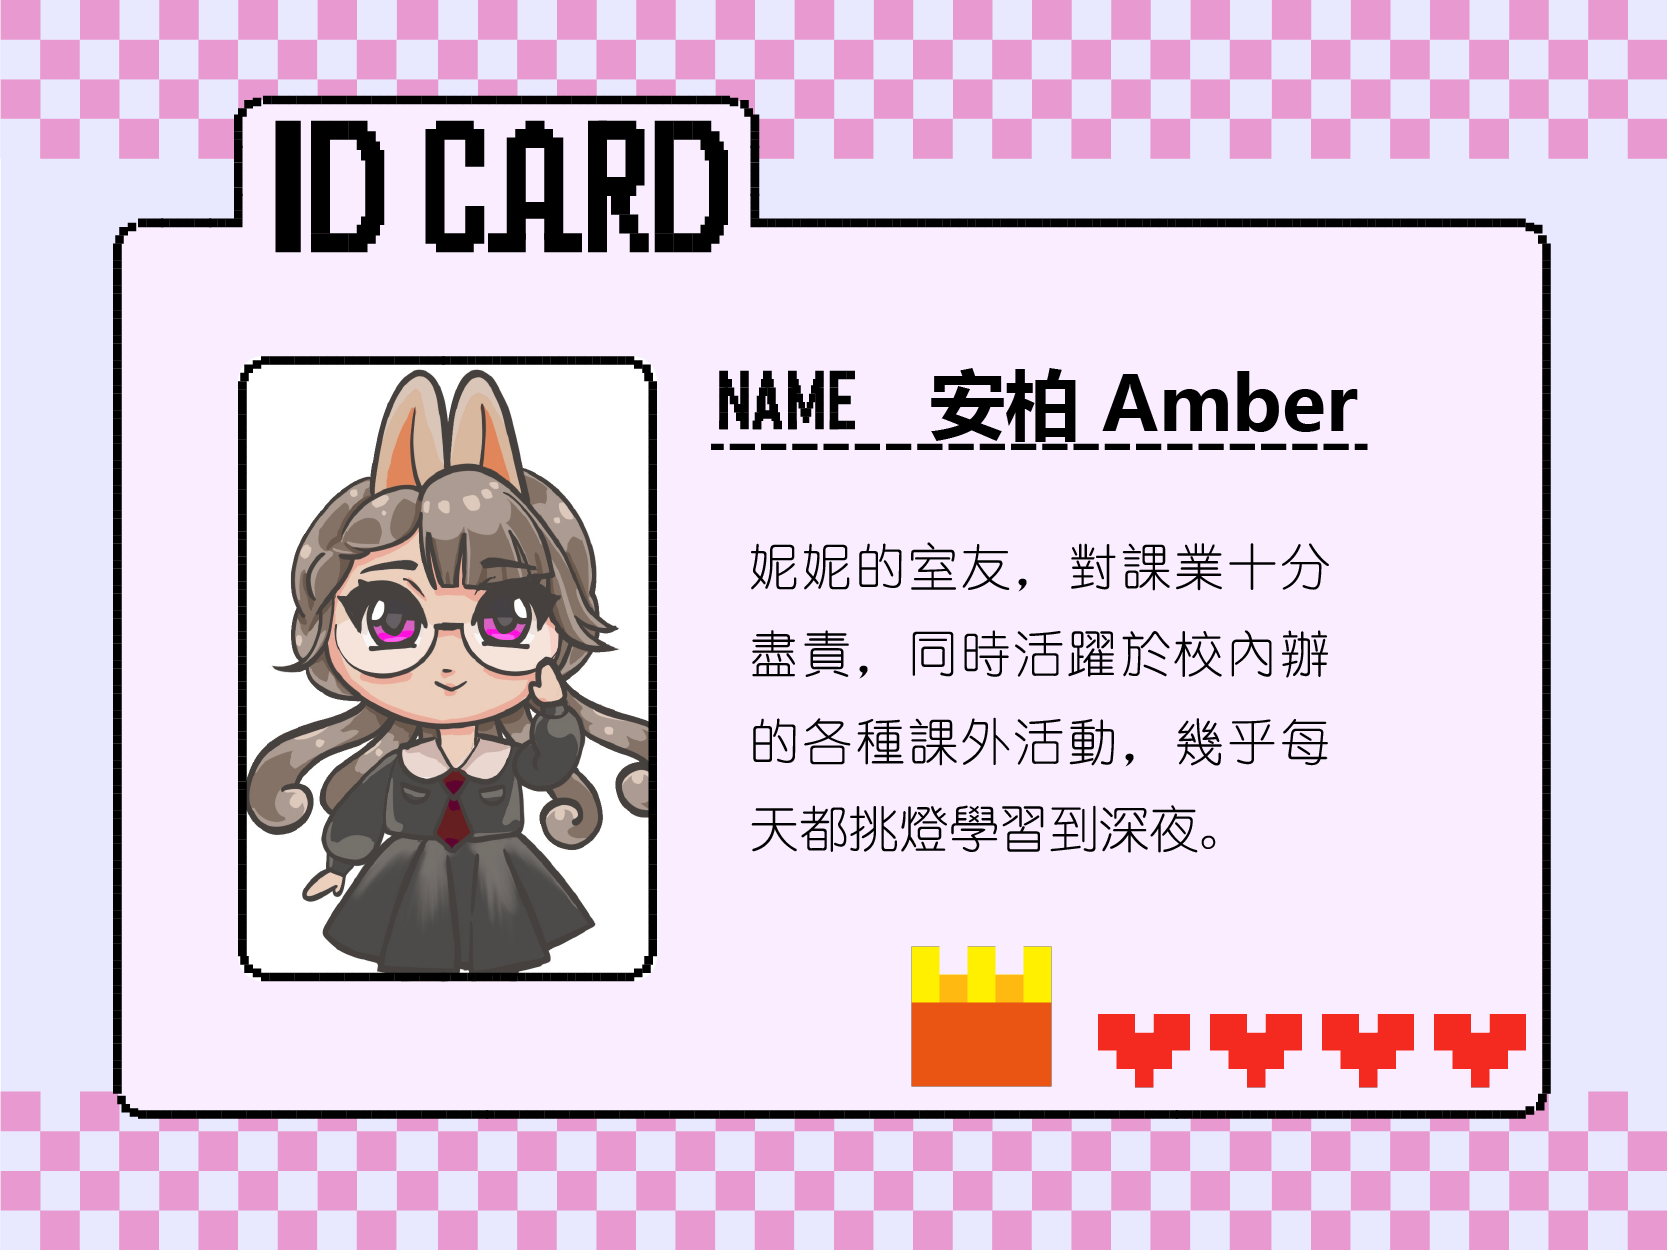 ID CARD
NAME 安柏 Amber
妮妮的室友，對課業十分
盡責，同時活躍於校內辦
的各種課外活動，幾乎每
天都挑燈學習到深夜。